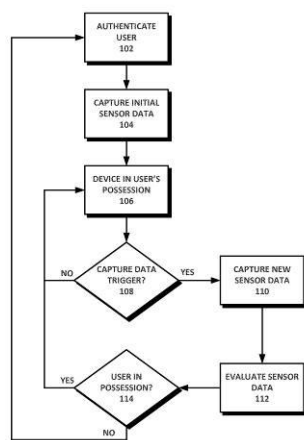 AUTHENTICATE
USER
102
CAPTURE INITIAL
SENSOR DATA
104
DEVICE IN USER'S
POSSESSION
106
NO
CAPTURE DATA
TRIGGER?
108
YES
CAPTURE NEW
SENSOR DATA
110
YES
USER IN
POSSESSION?
114
EVALUATE SENSOR
DATA
112
NO